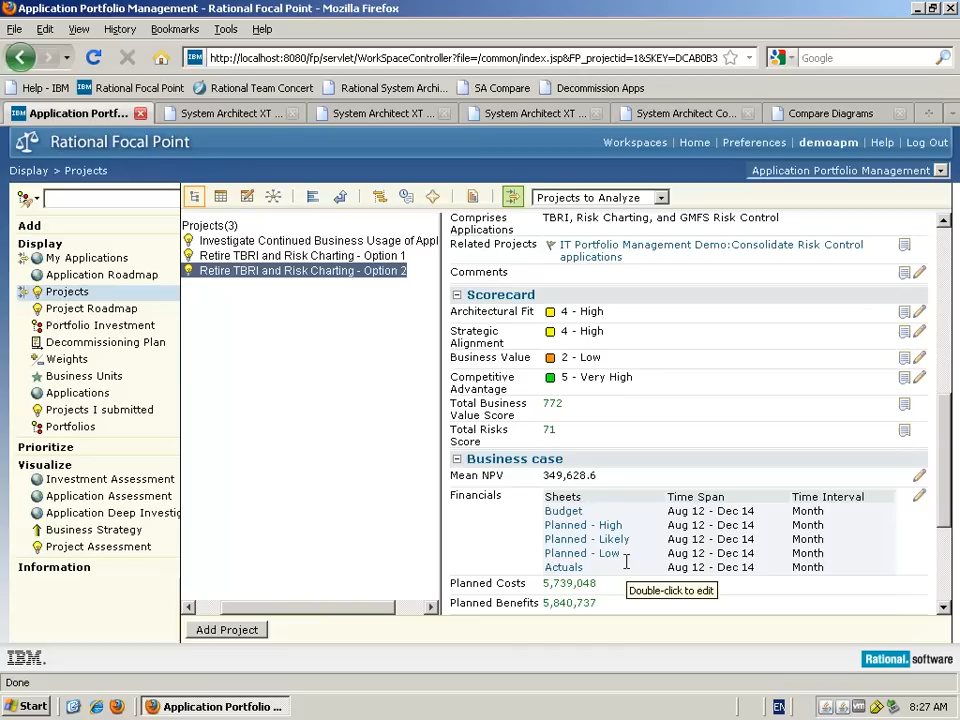 Application Portfolio Management - Rational Focal Point - Mozilla Firefox
File Edit View History Bookmarks Tools Help
http://localhost:8080/fp/servlet/WorkSpaceController?file=/common/index.jsp&FP_projectid=1&SKEY=DCAB0B3
Google
Help - IBM Rational Focal Point Rational Team Concert Rational System Archi... SA Compare Decommission Apps
Application Portf... System Architect XT ... System Architect XT ... System Architect XT ... System Architect Co... Compare Diagrams
Rational Focal Point
Workspaces | Home | Preferences | demoapm | Help | Log Out
Display > Projects
Application Portfolio Management
Add
Display
My Applications
Application Roadmap
Projects
Project Roadmap
Portfolio Investment
Decommissioning Plan
Weights
Business Units
Applications
Projects I submitted
Portfolios
Prioritize
Visualize
Investment Assessment
Application Assessment
Application Deep Investig
Business Strategy
Project Assessment
Information
Projects to Analyze
Projects(3)
Investigate Continued Business Usage of Appl
Retire TBRI and Risk Charting - Option 1
Retire TBRI and Risk Charting - Option 2
Add Project
Comprises Applications TBRI, Risk Charting, and GMFS Risk Control
Related Projects IT Portfolio Management Demo:Consolidate Risk Control
applications
Comments
Scorecard
Architectural Fit 4 - High
Strategic Alignment 4 - High
Business Value 2 - Low
Competitive Advantage 5 - Very High
Total Business Value Score 772
Total Risks Score 71
Business case
Mean NPV 349,628.6
Financials Sheets Time Span Time Interval
Budget Aug 12 - Dec 14 Month
Planned - High Aug 12 - Dec 14 Month
Planned - Likely Aug 12 - Dec 14 Month
Planned - Low Aug 12 - Dec 14 Month
Actuals Aug 12 - Dec 14 Month
Planned Costs 5,739,048
Double-click to edit
Planned Benefits 5,840,737
IBM.
Rational. software
Done
Start Application Portfolio ... EN 8:27 AM